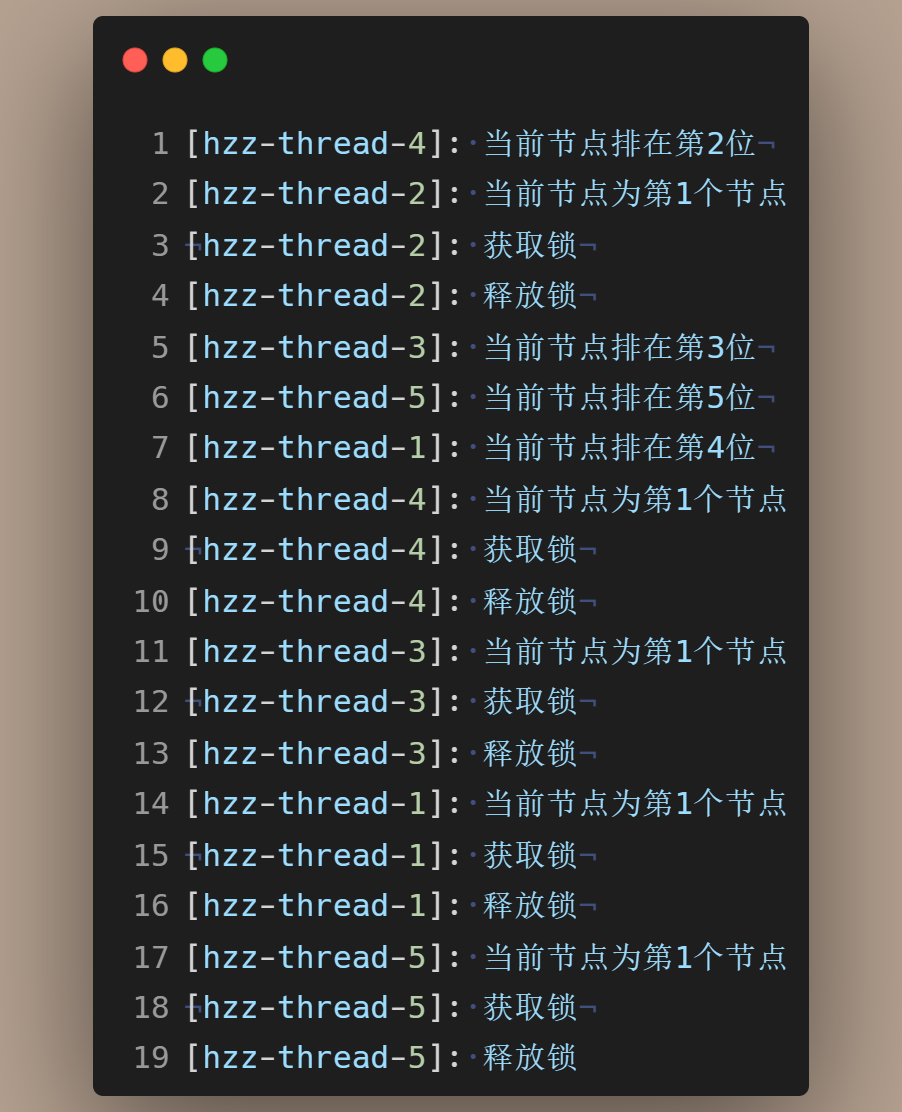 1 [hzz-thread-4]: 当前节点排在第2位
2 [hzz-thread-2]: 当前节点为第1个节点
3 [hzz-thread-2]: 获取锁
4 [hzz-thread-2]: 释放锁
5 [hzz-thread-3]: 当前节点排在第3位
6 [hzz-thread-5]: 当前节点排在第5位
7 [hzz-thread-1]: 当前节点排在第4位
8 [hzz-thread-4]: 当前节点为第1个节点
9 [hzz-thread-4]: 获取锁
10 [hzz-thread-4]: 释放锁
11 [hzz-thread-3]: 当前节点为第1个节点
12 [hzz-thread-3]: 获取锁
13 [hzz-thread-3]: 释放锁
14 [hzz-thread-1]: 当前节点为第1个节点
15 [hzz-thread-1]: 获取锁
16 [hzz-thread-1]: 释放锁
17 [hzz-thread-5]: 当前节点为第1个节点
18 [hzz-thread-5]: 获取锁
19 [hzz-thread-5]: 释放锁